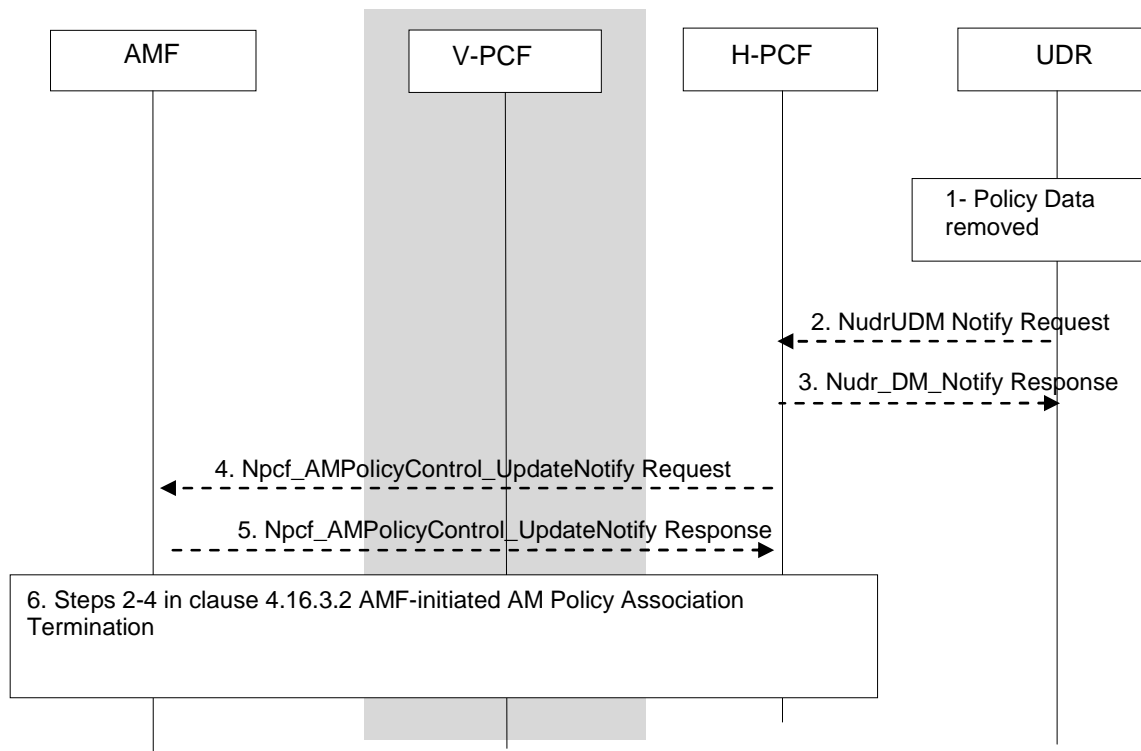 AMF
V-PCF
H-PCF
UDR
1- Policy Data
removed
2. NudrUDM Notify Request
3. Nudr_DM_Notify Response
4. Npcf_AMPolicyControl_UpdateNotify Request
5. Npcf_AMPolicyControl_UpdateNotify Response
6. Steps 2-4 in clause 4.16.3.2 AMF-initiated AM Policy Association
Termination